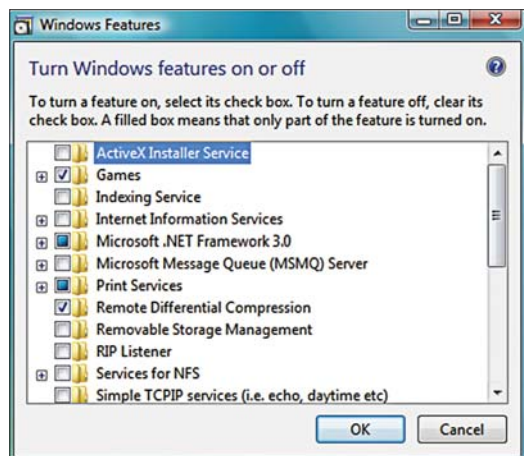 Windows Features
Turn Windows features on or off
To turn a feature on, select its check box. To turn a feature off, clear its
check box. A filled box means that only part of the feature is turned on.
ActiveX Installer Service
Games
Indexing Service
Internet Information Services
Microsoft .NET Framework 3.0
Microsoft Message Queue (MSMQ) Server
Print Services
Remote Differential Compression
Removable Storage Management
RIP Listener
Services for NFS
Simple TCPIP services (i.e. echo, daytime etc)
OK
Cancel